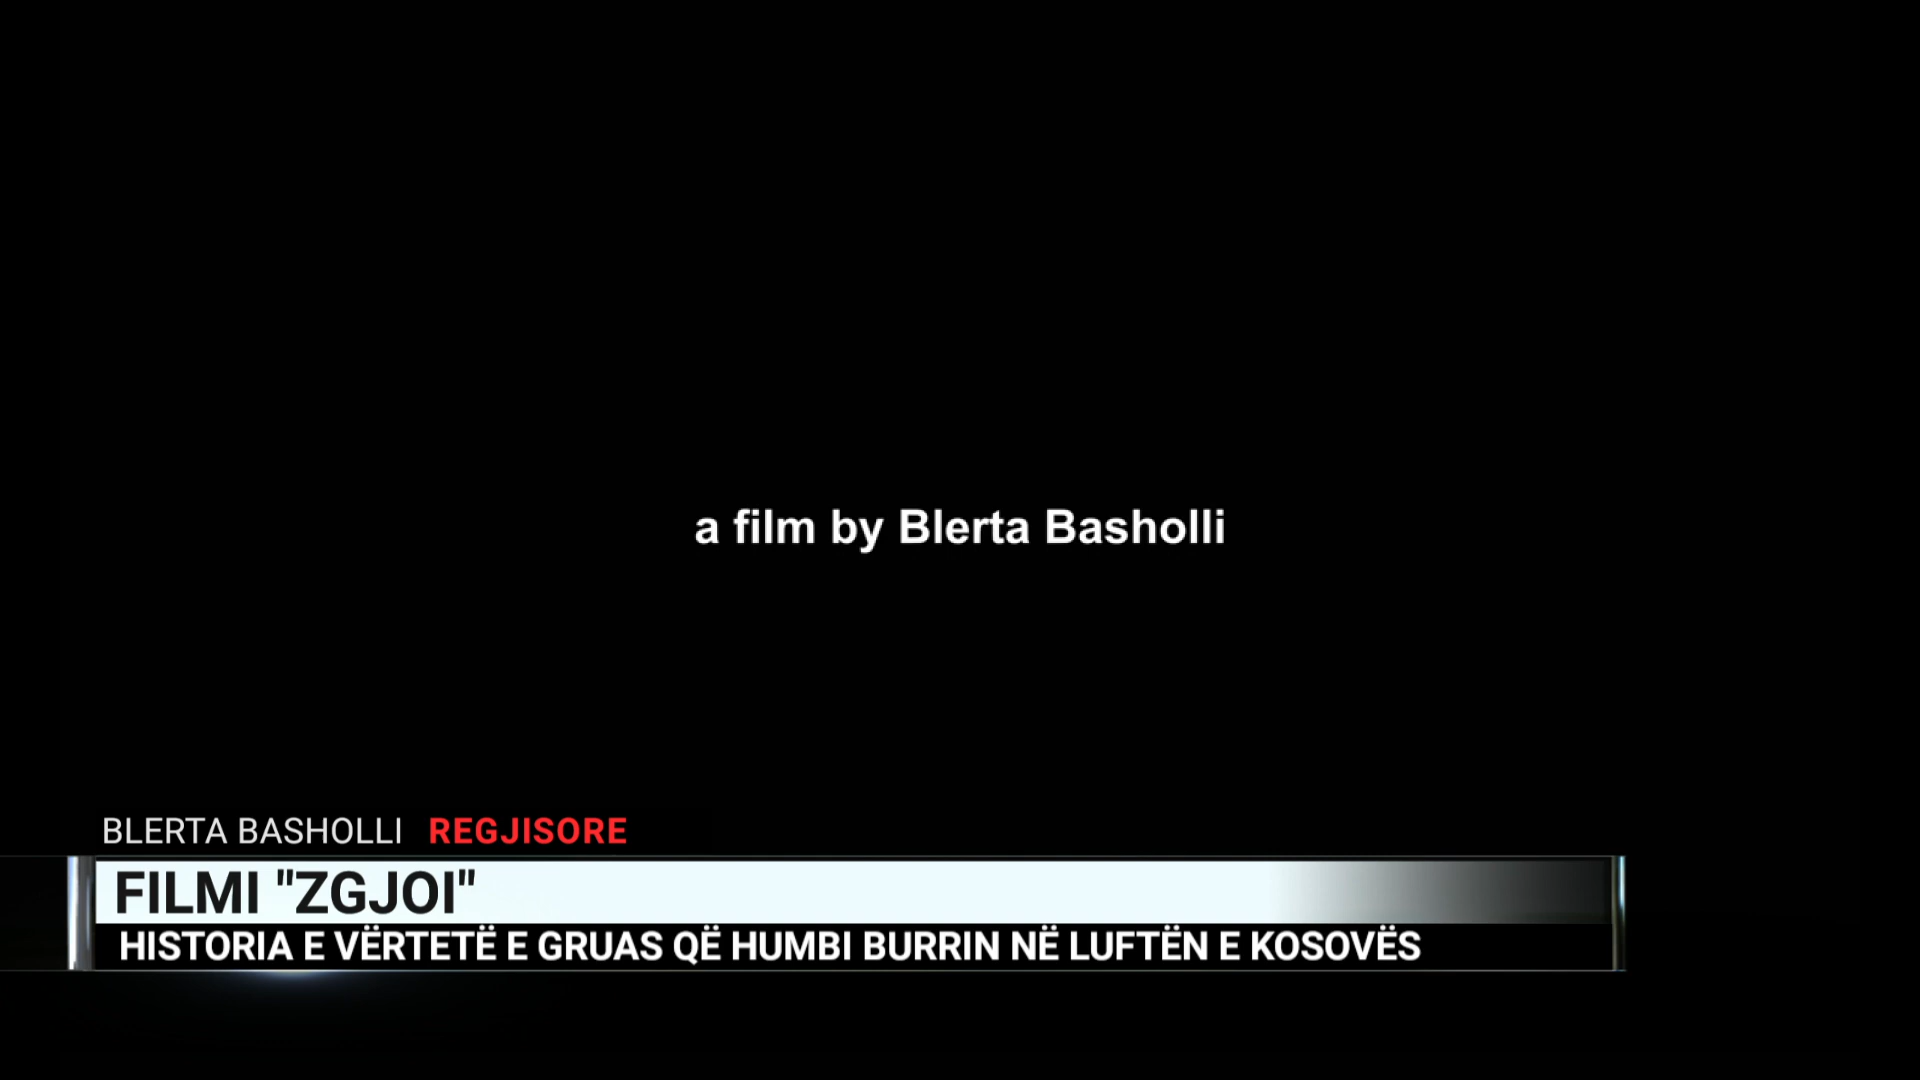 a film by Blerta Basholli
BLERTA BASHOLLI REGJISORE
FILMI "ZGJOI"
HISTORIA E VËRTETË E GRUAS QË HUMBI BURRIN NË LUFTËN E KOSOVËS